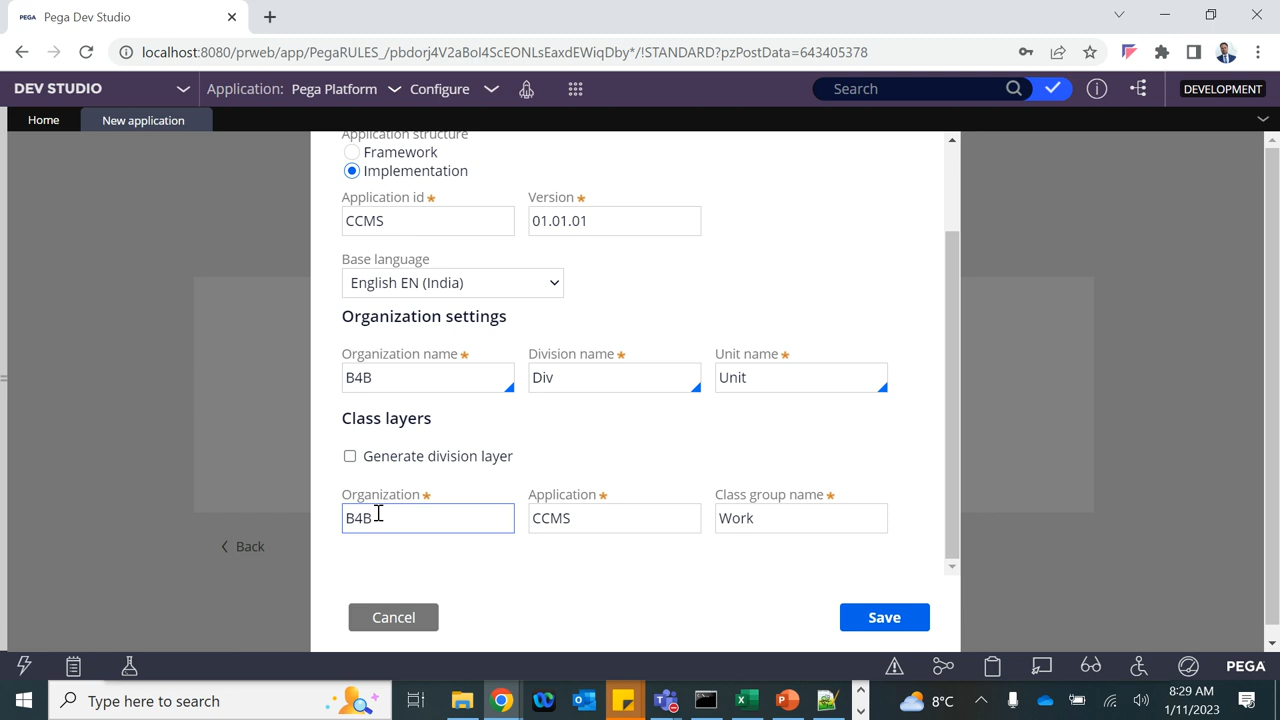 PEGA Pega Dev Studio
localhost:8080/prweb/app/PegaRULES_/pbdorj4V2aBol4ScEONLsEaxdEWiqDby*/!STANDARD?pzPostData=643405378
DEV STUDIO Application: Pega Platform Configure Search DEVELOPMENT
Home New application
Application structure
Framework
Implementation
Application id * Version *
CCMS 01.01.01
Base language
English EN (India)
Organization settings
Organization name * Division name * Unit name *
B4B Div Unit
Class layers
Generate division layer
Organization * Application * Class group name *
B4B CCMS Work
Back
Cancel Save
PEGA
Type here to search 8°C 8:29 AM
1/11/2023